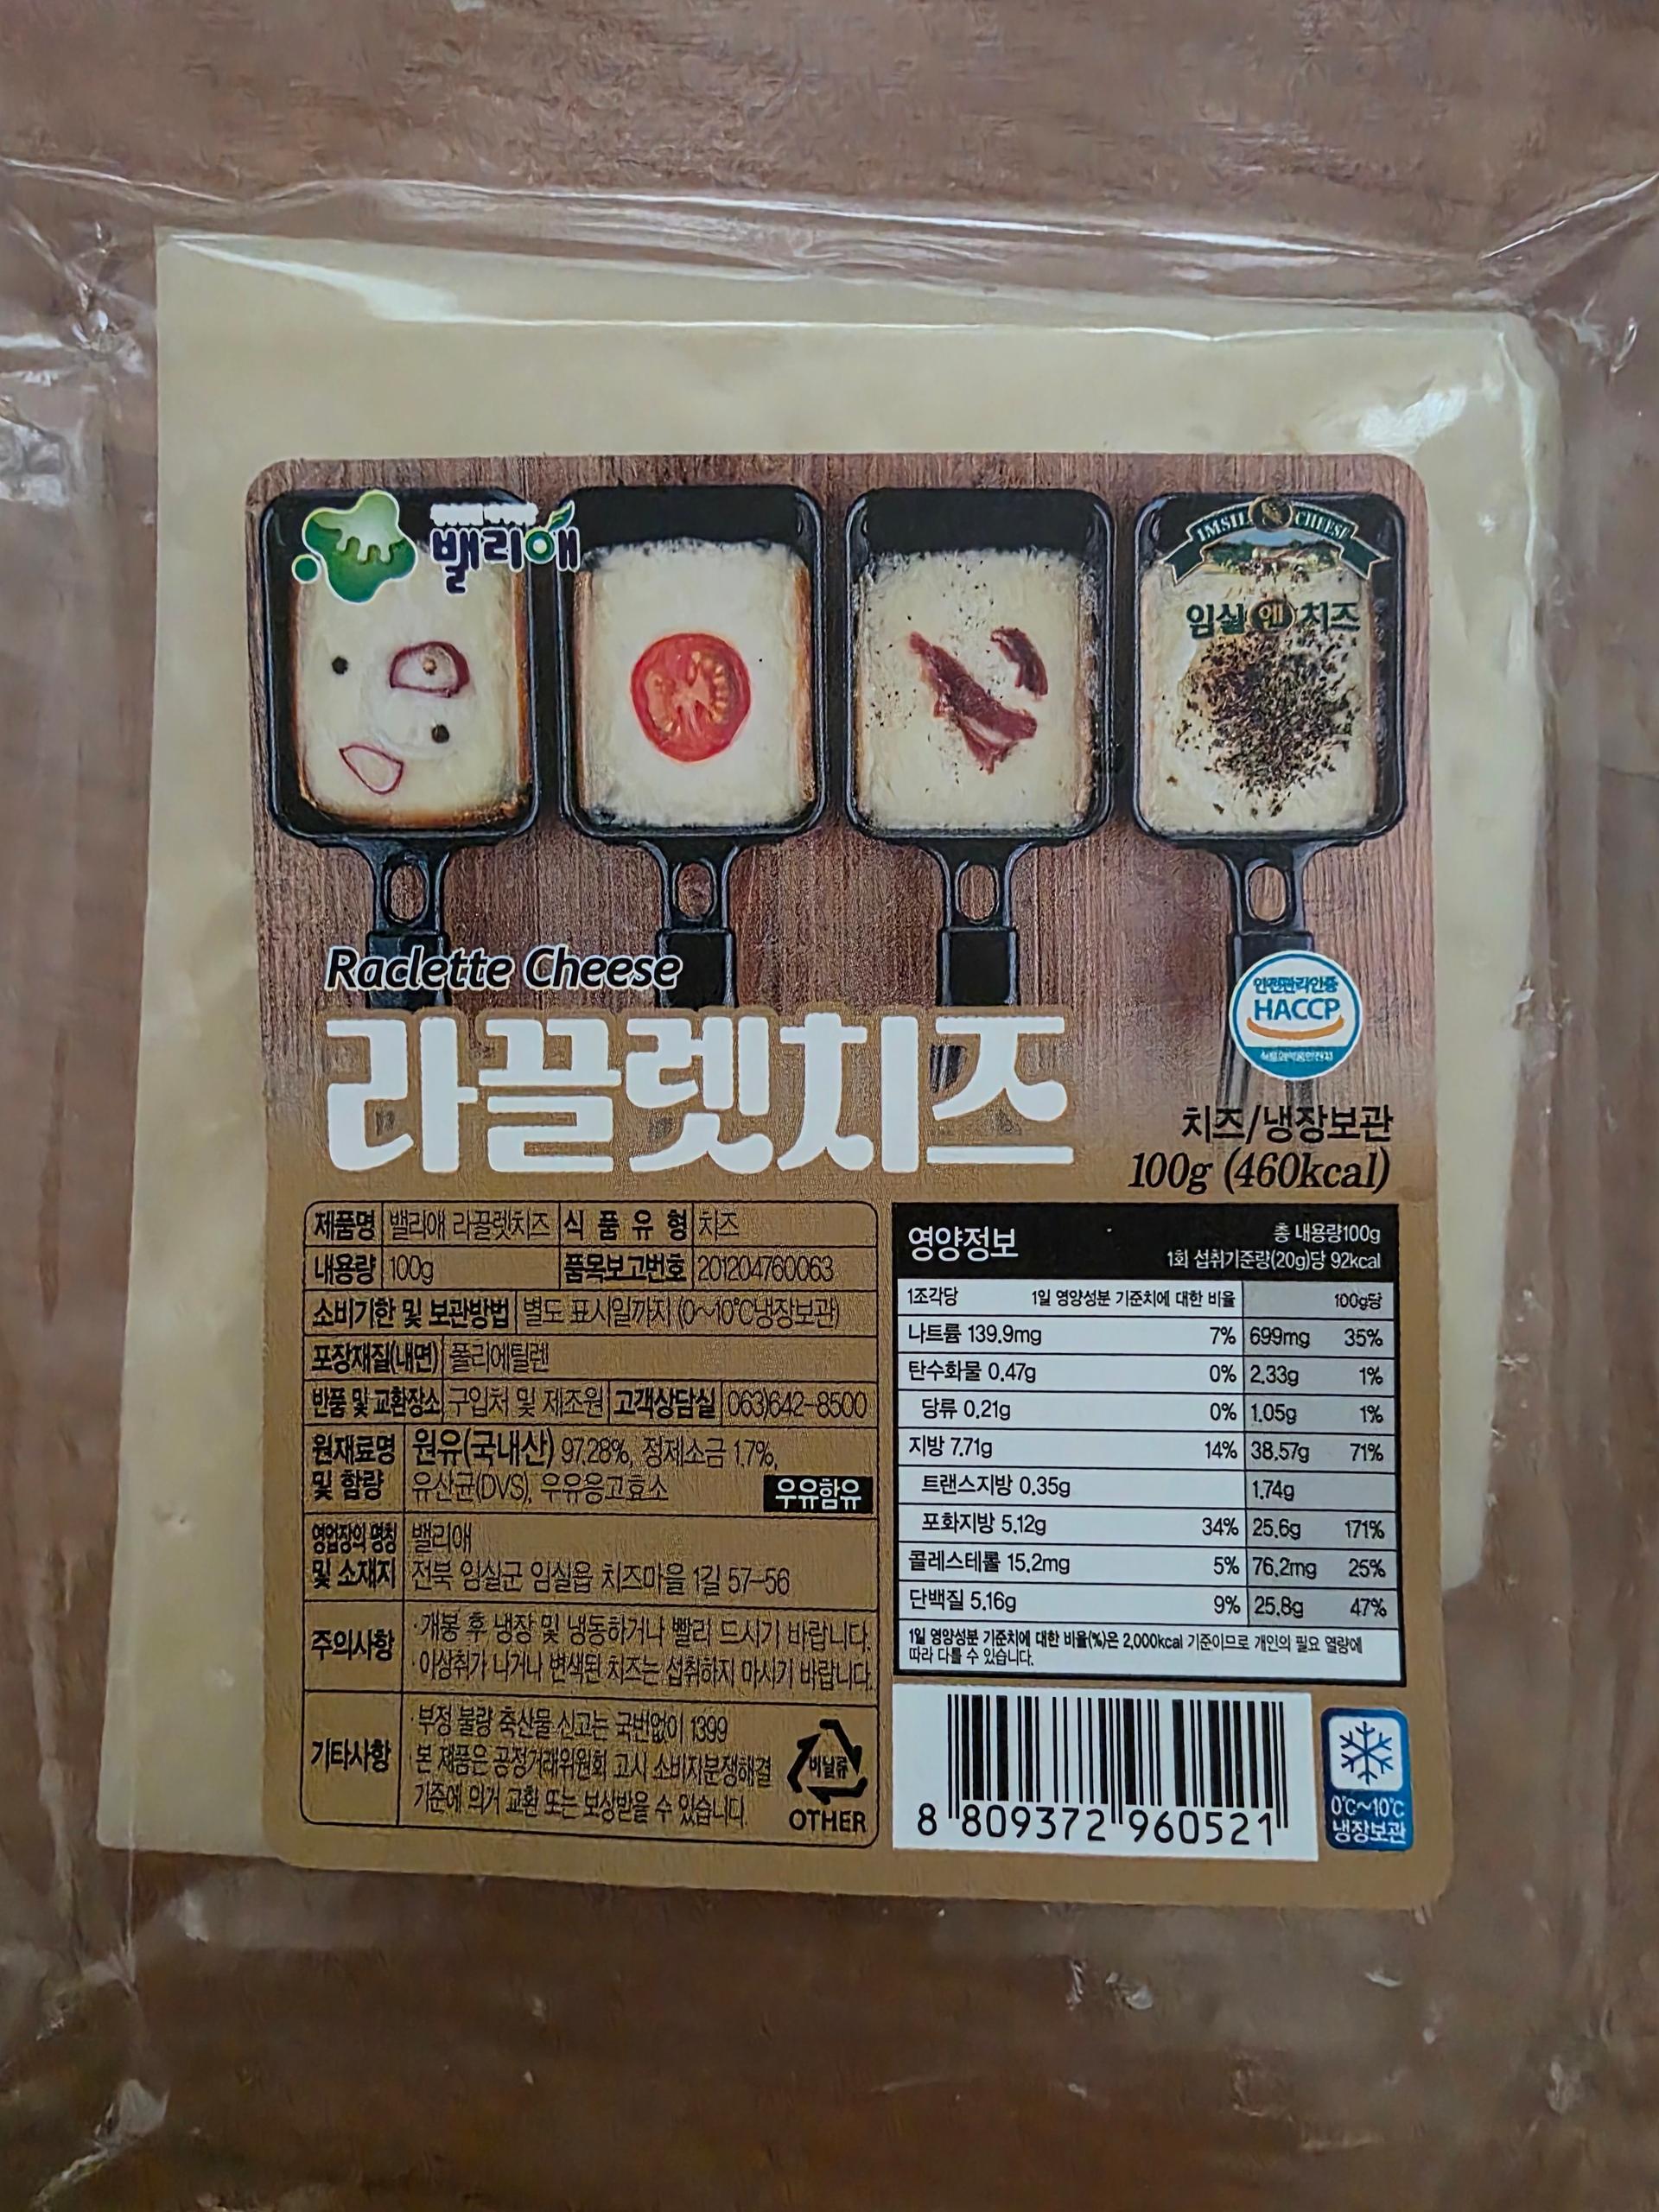 밸리애
IMSIL CHEESE
임실엔치즈
Raclette Cheese
라끌렛치즈
안전관리인증
HACCP
치즈/냉장보관
100g (460kcal)
제품명 밸리애 라끌렛치즈 식품유형 치즈
내용량 100g 품목보고번호 201204760063
소비기한 및 보관방법 별도 표시일까지 (0~10℃냉장보관)
포장재질(내면) 폴리에틸렌
반품 및 교환장소 구입처 및 제조원 고객상담실 063)642-8500
원재료명 및 함량 원유(국내산) 97.28%, 정제소금 1.7%,
유산균(DVS), 우유응고효소 우유함유
영업장의 명칭 및 소재지 밸리애
전북 임실군 임실읍 치즈마을 1길 57-56
주의사항 ·개봉 후 냉장 및 냉동하거나 빨리 드시기 바랍니다.
·이상취가 나거나 변색된 치즈는 섭취하지 마시기 바랍니다.
기타사항 ·부정 불량 축산물 신고는 국번없이 1399
·본 제품은 공정거래위원회 고시 소비자분쟁해결
기준에 의거 교환 또는 보상받을 수 있습니다.
비닐류
OTHER
영양정보 총 내용량100g
1회 섭취기준량(20g)당 92kcal
1조각당 1일 영양성분 기준치에 대한 비율 100g당
나트륨 139.9mg 7% 699mg 35%
탄수화물 0.47g 0% 2.33g 1%
당류 0.21g 0% 1.05g 1%
지방 7.71g 14% 38.57g 71%
트랜스지방 0.35g 1.74g
포화지방 5.12g 34% 25.6g 171%
콜레스테롤 15.2mg 5% 76.2mg 25%
단백질 5.16g 9% 25.8g 47%
1일 영양성분 기준치에 대한 비율(%)은 2,000kcal 기준이므로 개인의 필요 열량에
따라 다를 수 있습니다.
8 809372 960521
0℃~10℃
냉장보관